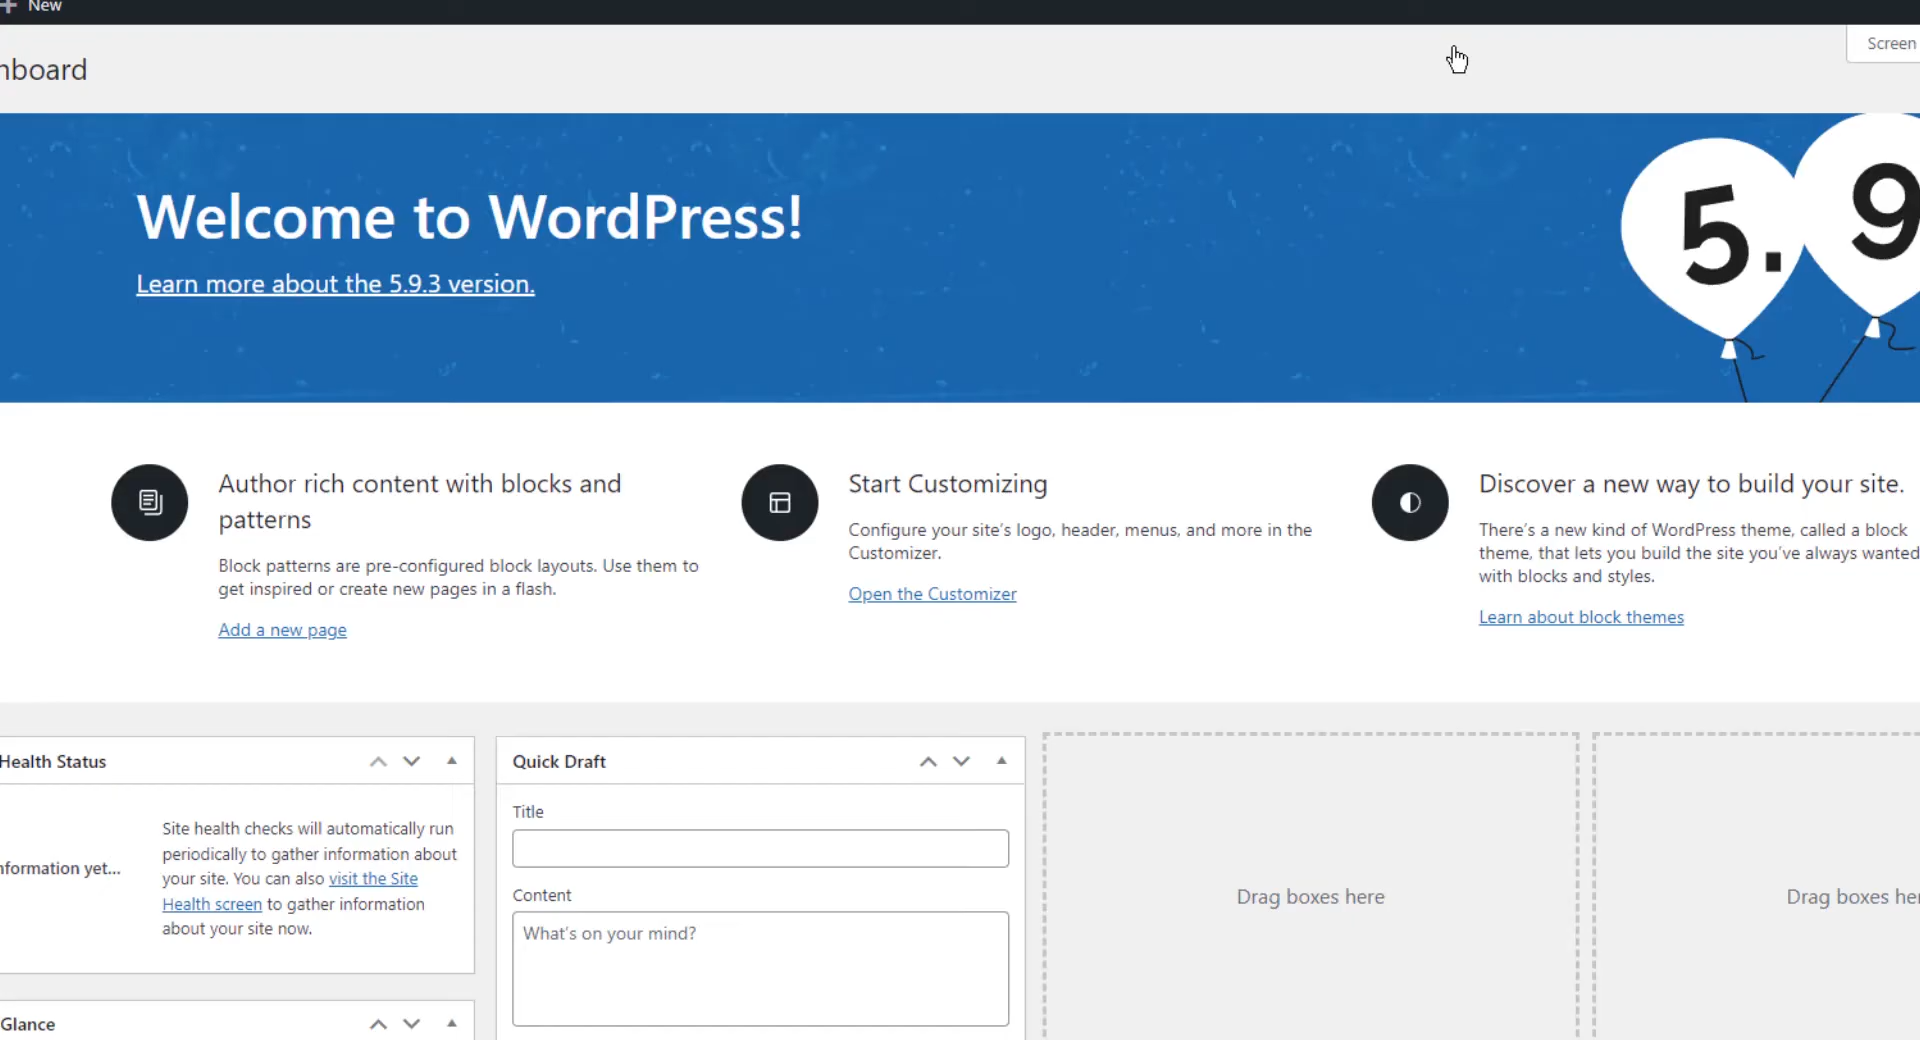 New
Screen
nboard
Welcome to WordPress!
Learn more about the 5.9.3 version.
5.9
Author rich content with blocks and
patterns
Block patterns are pre-configured block layouts. Use them to
get inspired or create new pages in a flash.
Add a new page
Start Customizing
Configure your site's logo, header, menus, and more in the
Customizer.
Open the Customizer
Discover a new way to build your site.
There's a new kind of WordPress theme, called a block
theme, that lets you build the site you've always wanted
with blocks and styles.
Learn about block themes
Health Status
Site health checks will automatically run
periodically to gather information about
your site. You can also visit the Site
Health screen to gather information
about your site now.
nformation yet...
Glance
Quick Draft
Title
Content
What's on your mind?
Drag boxes here
Drag boxes her